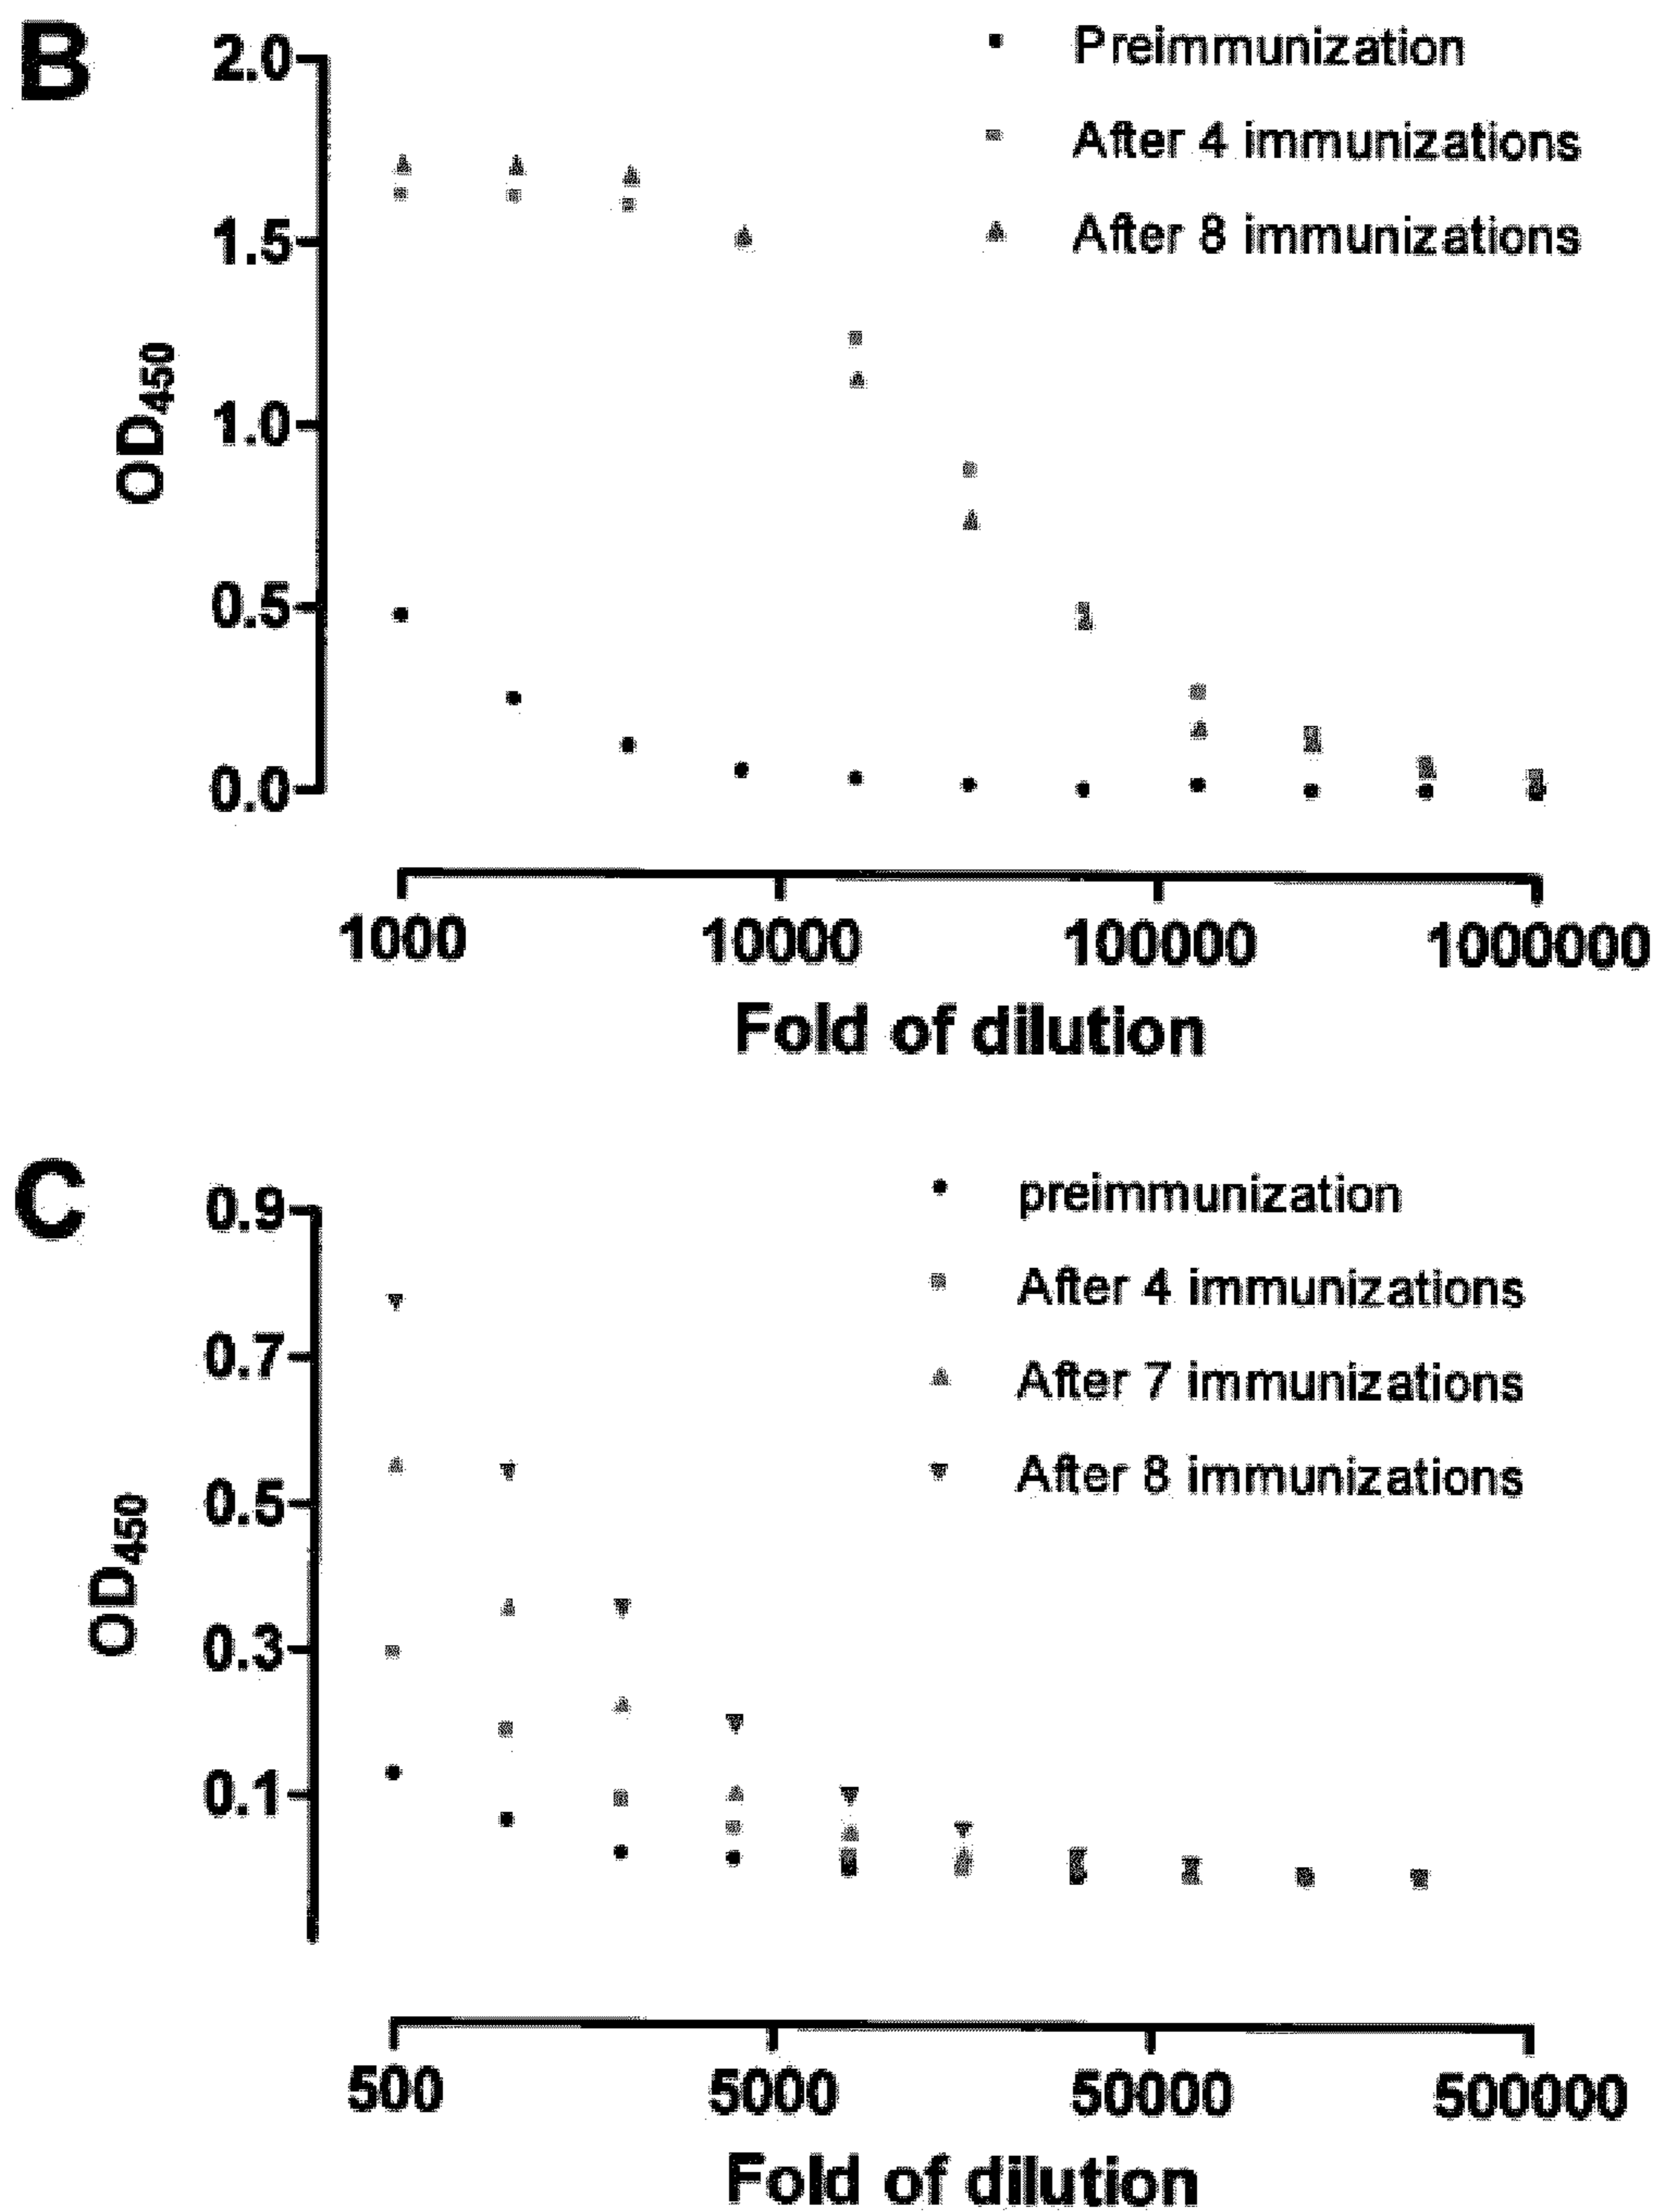 B
2.0
1.5
1.0
0.5
0.0
OD450
Preimmunization
After 4 immunizations
After 8 immunizations
1000 10000 100000 1000000
Fold of dilution
C
0.9
0.7
0.5
0.3
0.1
OD450
preimmunization
After 4 immunizations
After 7 immunizations
After 8 immunizations
500 5000 50000 500000
Fold of dilution